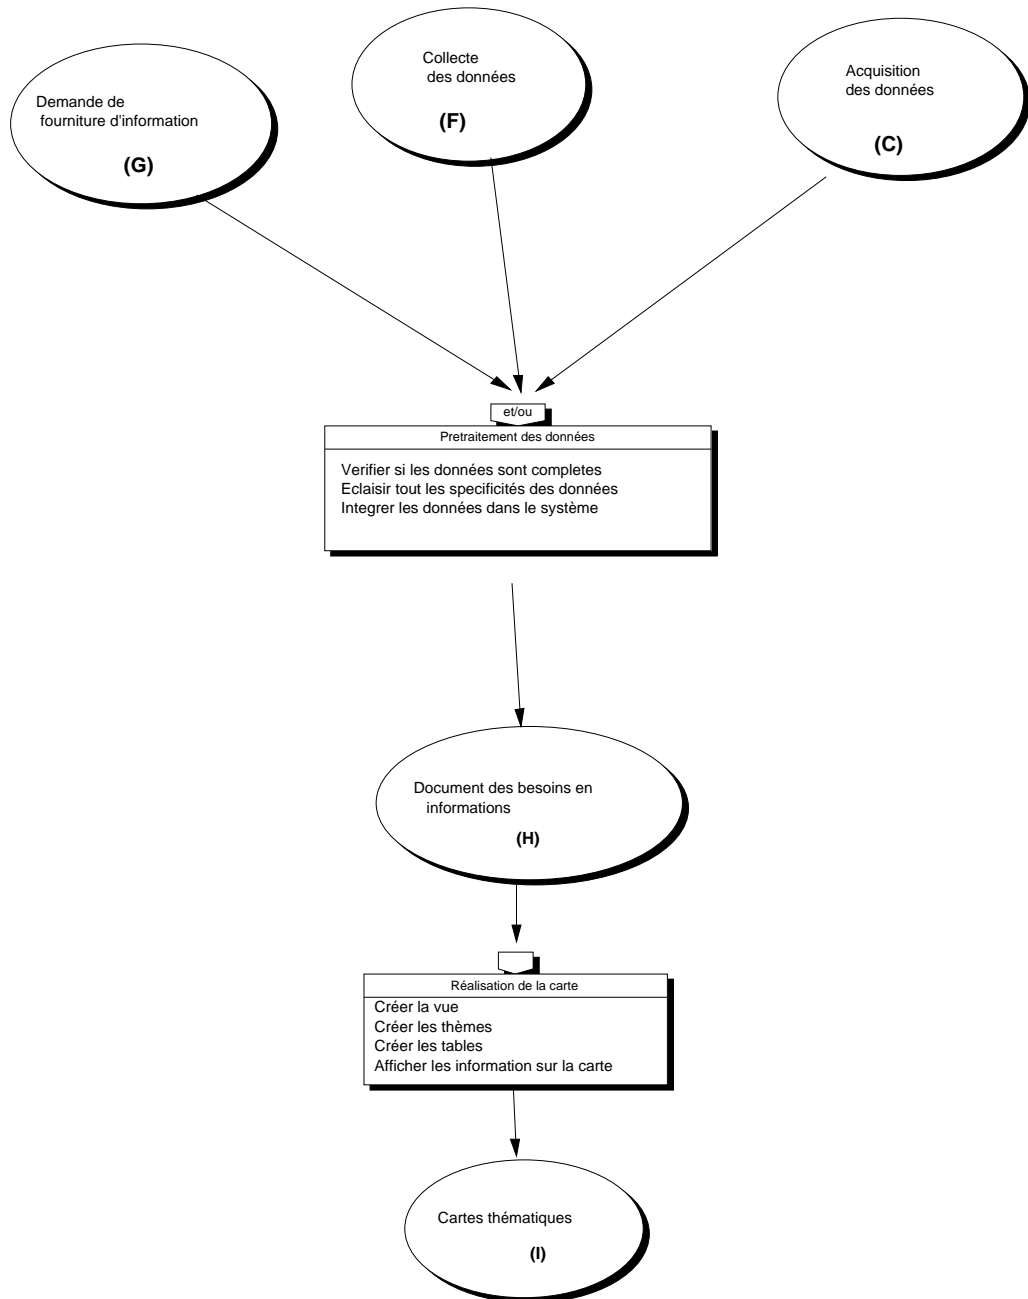 Demande de
fourniture d'information
(G)
Collecte
des données
(F)
Acquisition
des données
(C)
et/ou
Pretraitement des données
Verifier si les données sont completes
Eclaisir tout les specificités des données
Integrer les données dans le système
Document des besoins en
informations
(H)
Réalisation de la carte
Créer la vue
Créer les thèmes
Créer les tables
Afficher les information sur la carte
Cartes thématiques
(I)